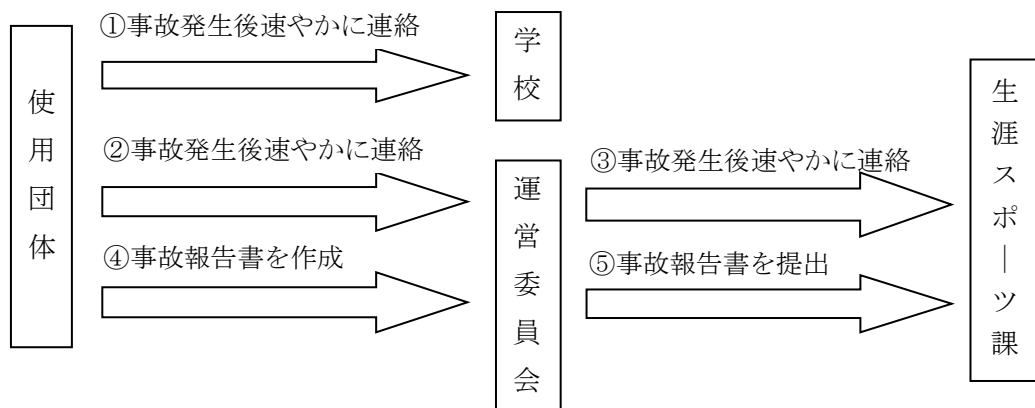 ①事故発生後速やかに連絡
学校
使用団体
生涯スポーツ課
②事故発生後速やかに連絡
運営委員会
③事故発生後速やかに連絡
④事故報告書を作成
⑤事故報告書を提出